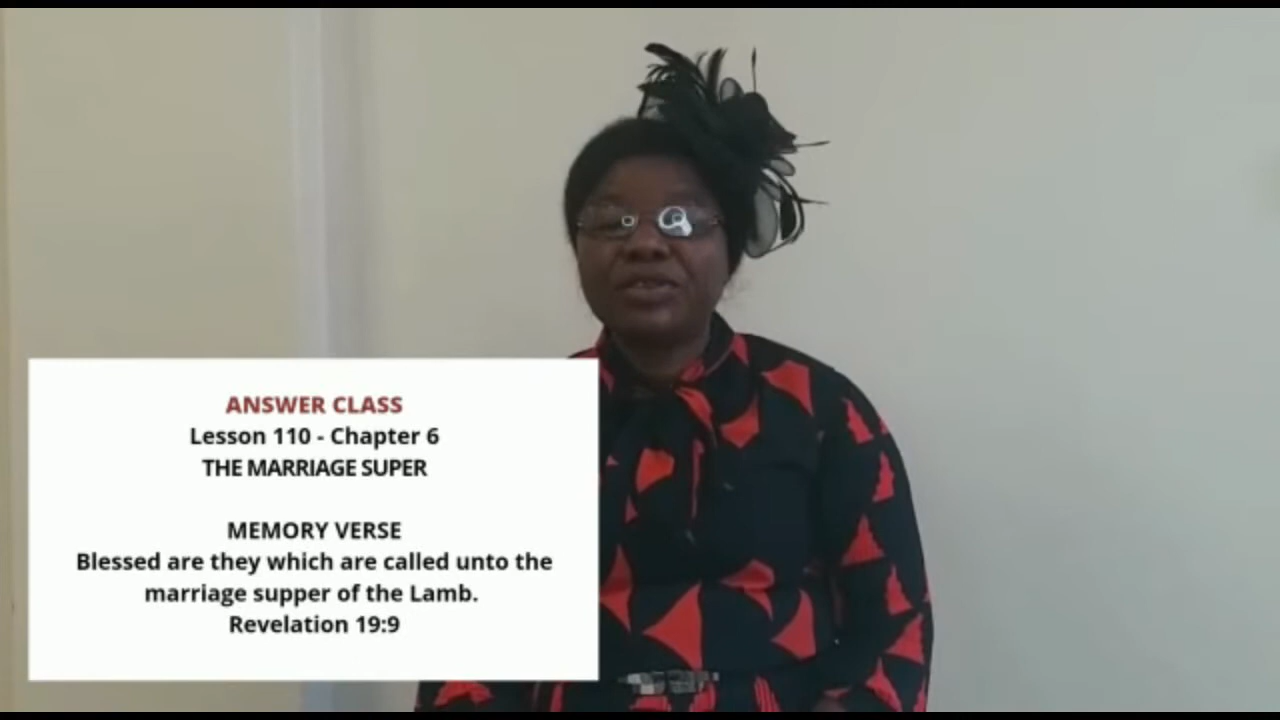 ANSWER CLASS
Lesson 110 - Chapter 6
THE MARRIAGE SUPER
MEMORY VERSE
Blessed are they which are called unto the
marriage supper of the Lamb.
Revelation 19:9